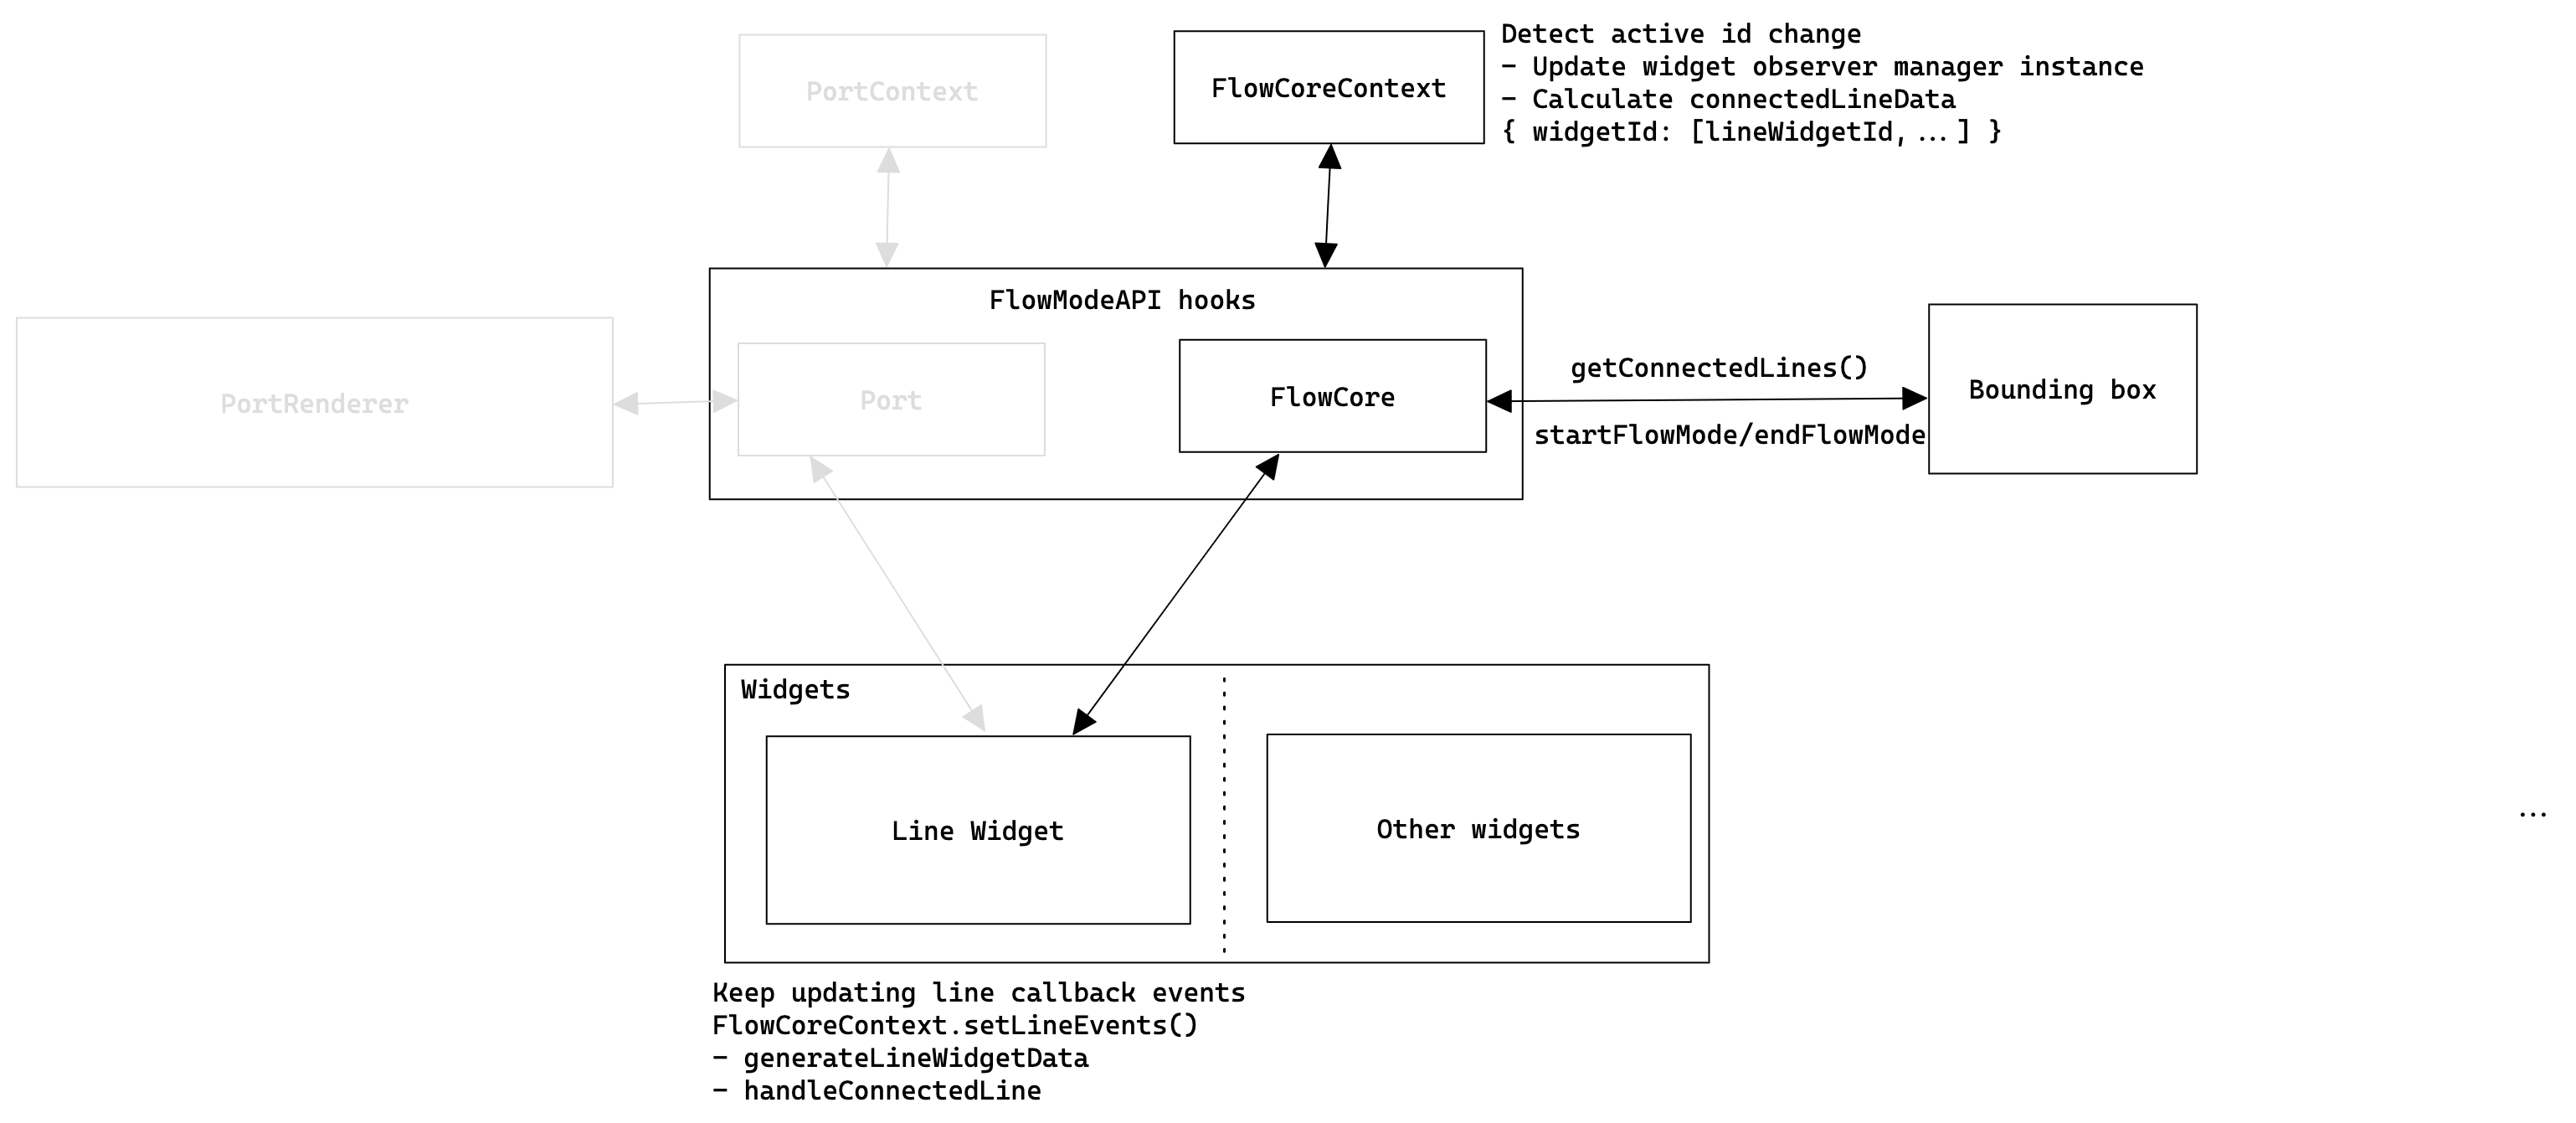 PortContext
FlowCoreContext
Detect active id change
- Update widget observer manager instance
- Calculate connectedLineData
{ widgetId: [lineWidgetId, ...] }
FlowModeAPI hooks
PortRenderer
Port
FlowCore
getConnectedLines()
startFlowMode/endFlowMode
Bounding box
Widgets
Line Widget
Other widgets
...
Keep updating line callback events
FlowCoreContext.setLineEvents()
- generateLineWidgetData
- handleConnectedLine